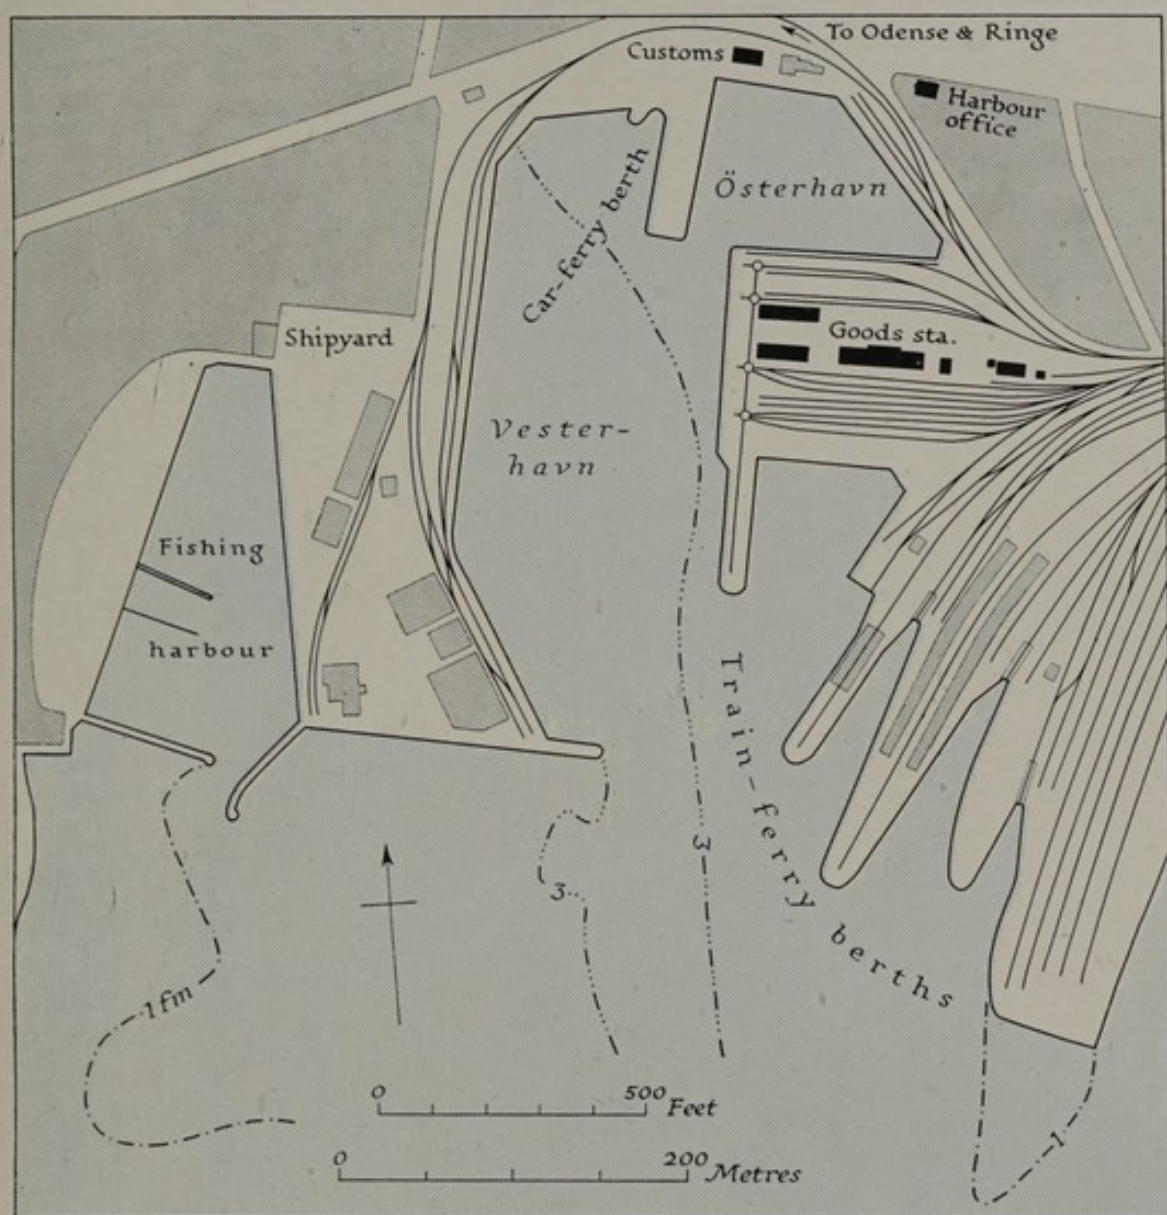 To Odense & Ringe
Customs
Harbour
office
Österhavn
Car-ferry berth
Goods sta.
Shipyard
Vester-
havn
Fishing
harbour
Train-ferry berths
3
3
1fm
0 500 Feet
0 200 Metres
1